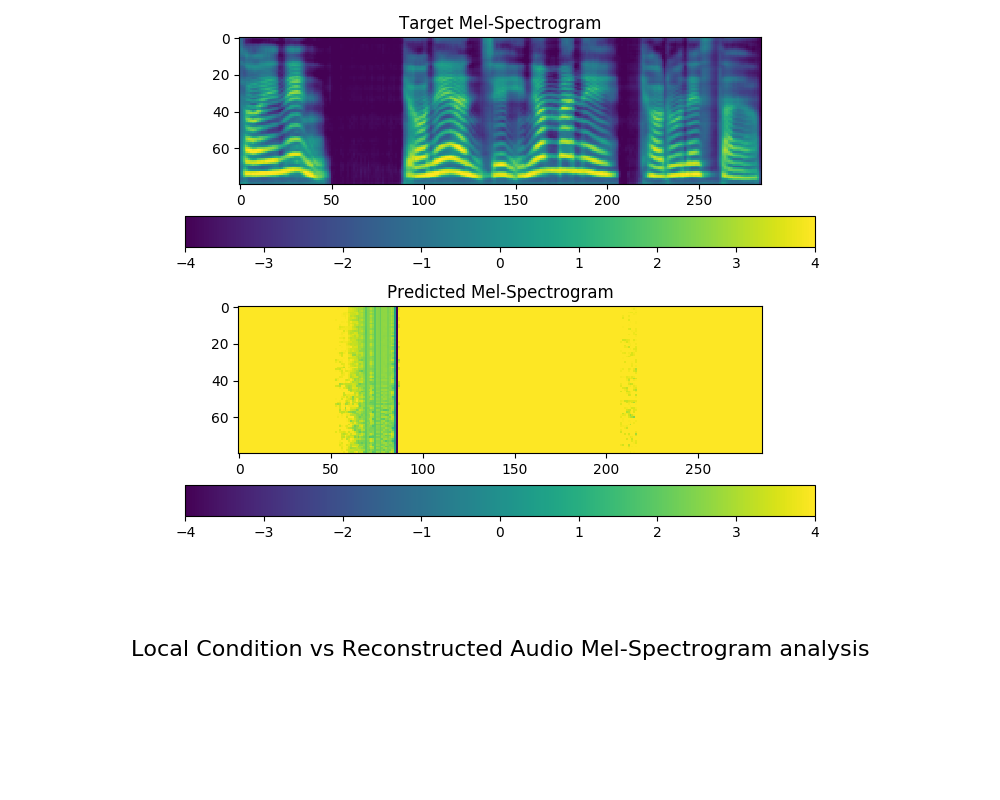 Target Mel-Spectrogram
0
20
40
60
0 50 100 150 200 250
−4 −3 −2 −1 0 1 2 3 4
Predicted Mel-Spectrogram
0
20
40
60
0 50 100 150 200 250
−4 −3 −2 −1 0 1 2 3 4
Local Condition vs Reconstructed Audio Mel-Spectrogram analysis